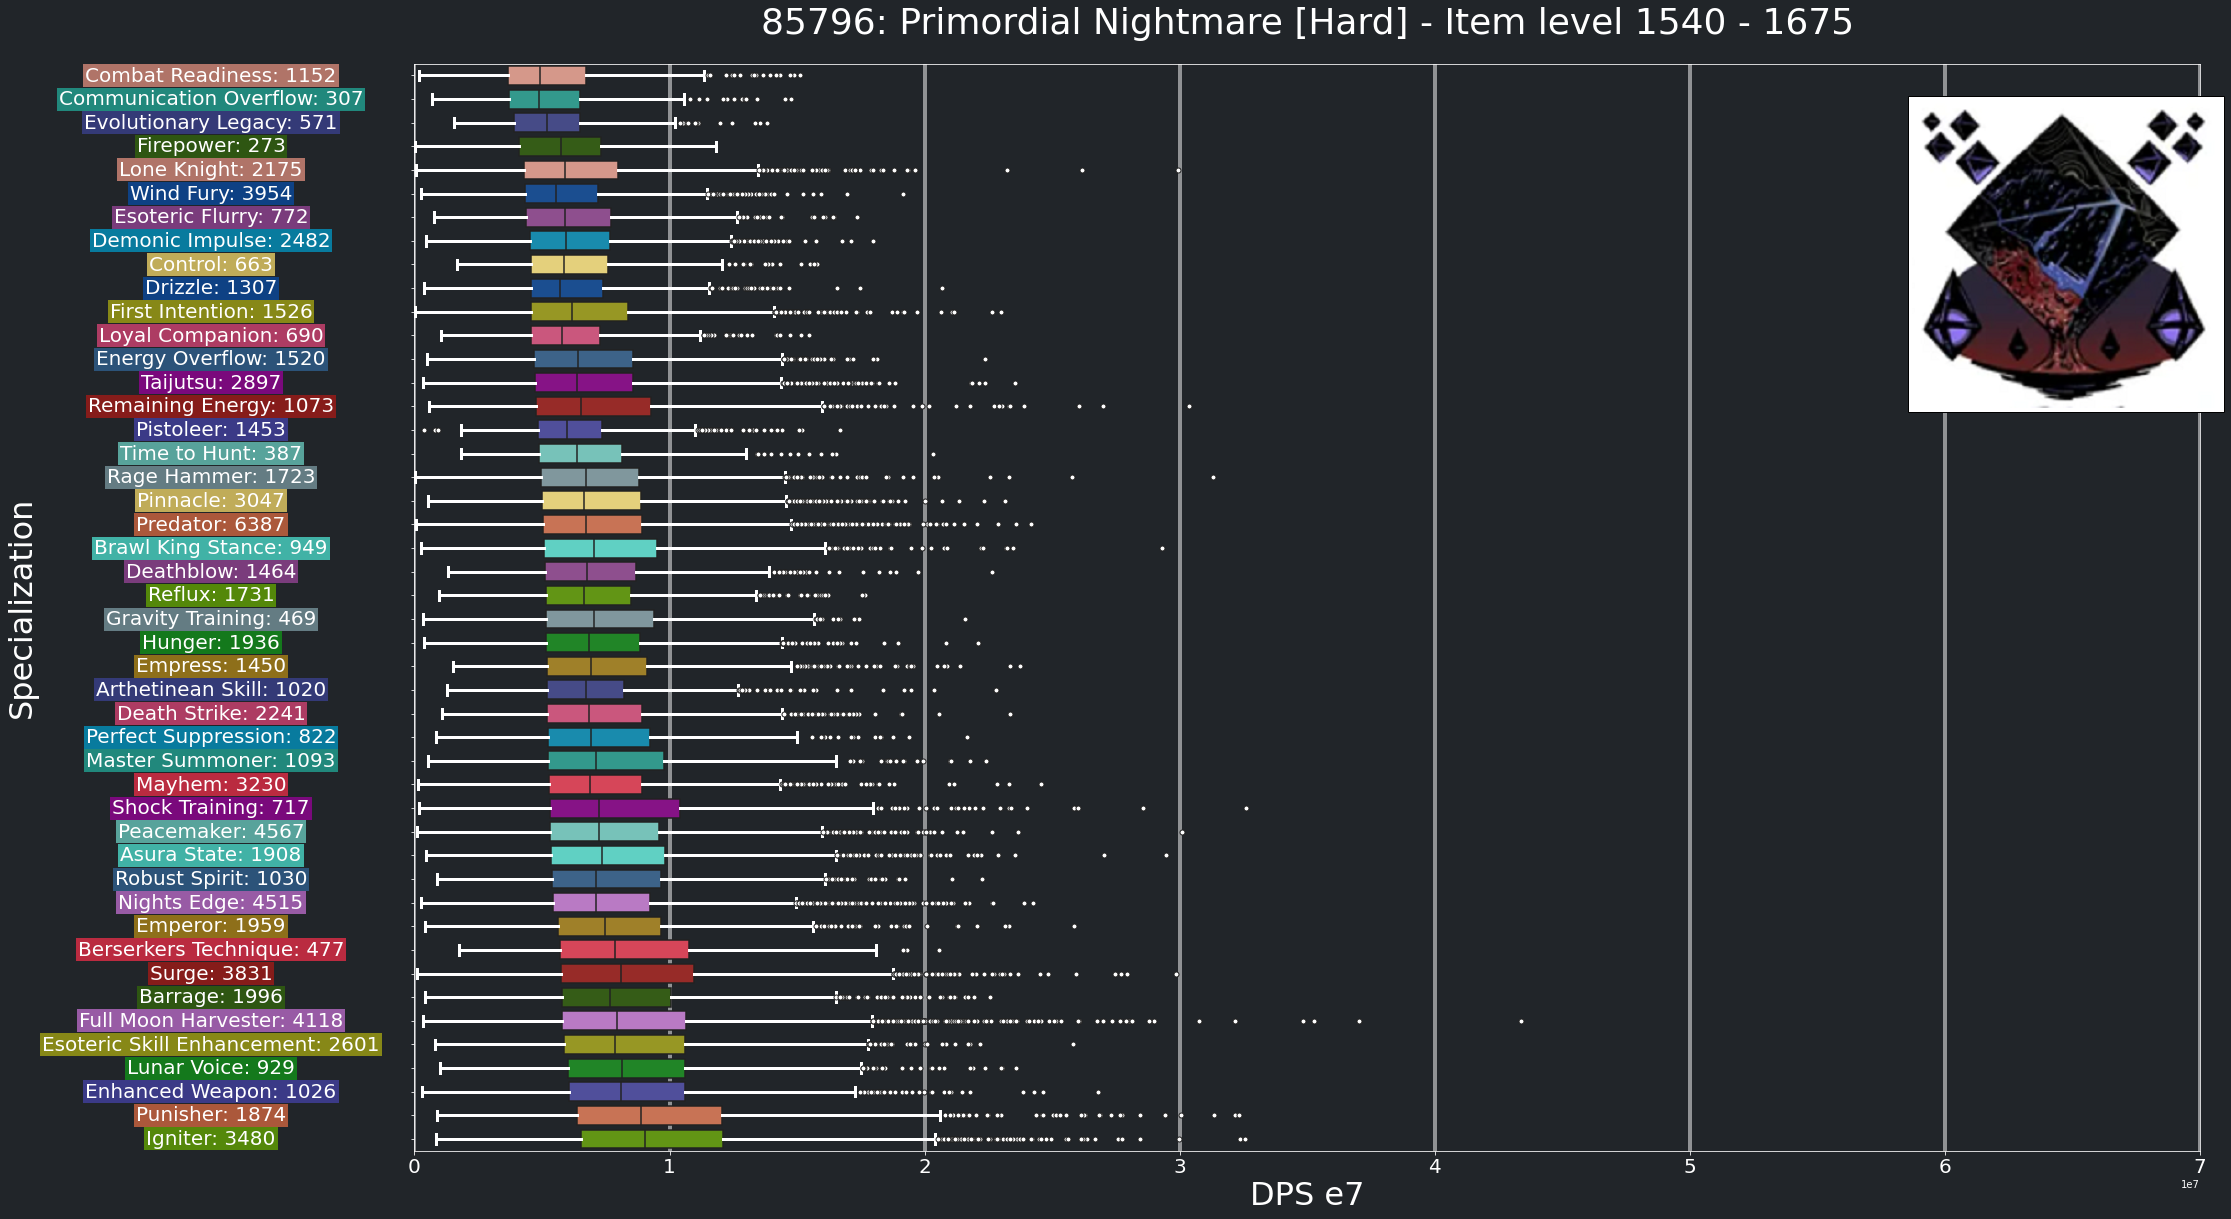 85796: Primordial Nightmare [Hard] - Item level 1540 - 1675
Combat Readiness: 1152
Communication Overflow: 307
Evolutionary Legacy: 571
Firepower: 273
Lone Knight: 2175
Wind Fury: 3954
Esoteric Flurry: 772
Demonic Impulse: 2482
Control: 663
Drizzle: 1307
First Intention: 1526
Loyal Companion: 690
Energy Overflow: 1520
Taijutsu: 2897
Remaining Energy: 1073
Pistoleer: 1453
Time to Hunt: 387
Rage Hammer: 1723
Pinnacle: 3047
Predator: 6387
Brawl King Stance: 949
Deathblow: 1464
Reflux: 1731
Gravity Training: 469
Hunger: 1936
Empress: 1450
Arthetinean Skill: 1020
Death Strike: 2241
Perfect Suppression: 822
Master Summoner: 1093
Mayhem: 3230
Shock Training: 717
Peacemaker: 4567
Asura State: 1908
Robust Spirit: 1030
Nights Edge: 4515
Emperor: 1959
Berserkers Technique: 477
Surge: 3831
Barrage: 1996
Full Moon Harvester: 4118
Esoteric Skill Enhancement: 2601
Lunar Voice: 929
Enhanced Weapon: 1026
Punisher: 1874
Igniter: 3480
Specialization
0 1 2 3 4 5 6 7
1e7
DPS e7